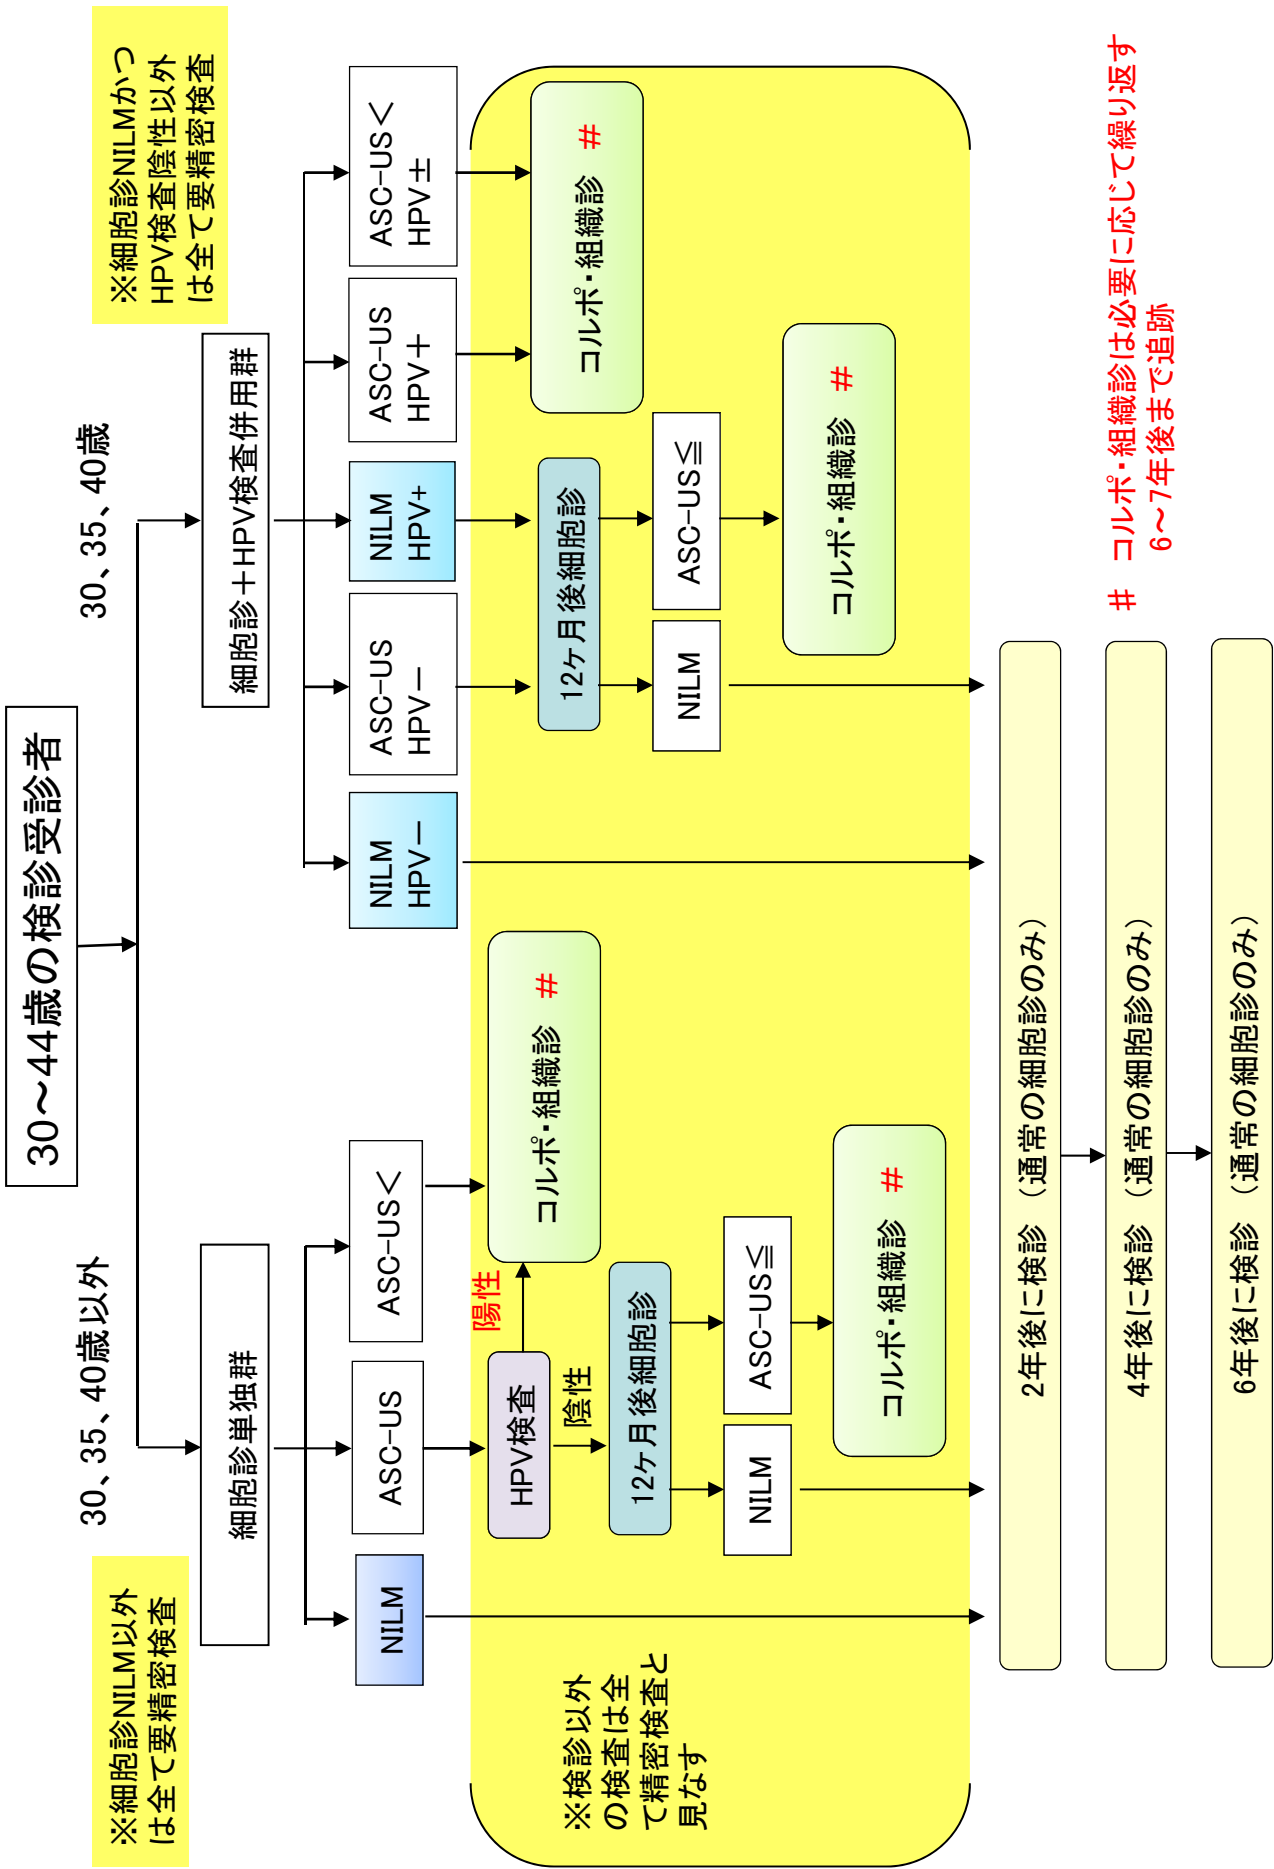 30～44歳の検診受診者
30、35、40歳以外
30、35、40歳
※細胞診NILM以外
は全て要精密検査
※細胞診NILMかつ
HPV検査陰性以外
は全て要精密検査
細胞診単独群
細胞診＋HPV検査併用群
NILM
ASC-US
ASC-US＜
NILM
HPV－
ASC-US
HPV－
NILM
HPV+
ASC-US
HPV＋
ASC-US＜
HPV±
HPV検査
陽性
陰性
コルポ・組織診　＃
12ヶ月後細胞診
コルポ・組織診　＃
12ヶ月後細胞診
NILM
ASC-US≦
NILM
ASC-US≦
コルポ・組織診　＃
コルポ・組織診　＃
※検診以外
の検査は全
て精密検査と
見なす
2年後に検診　（通常の細胞診のみ）
4年後に検診　（通常の細胞診のみ）
6年後に検診　（通常の細胞診のみ）
＃　コルポ・組織診は必要に応じて繰り返す
6～7年後まで追跡